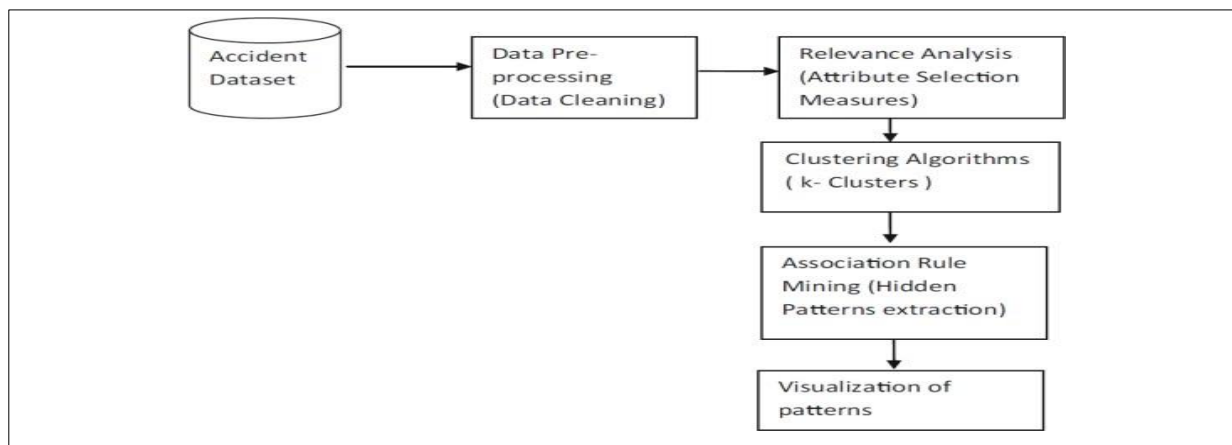 Accident
Dataset
Data Pre-
processing
(Data Cleaning)
Relevance Analysis
(Attribute Selection
Measures)
Clustering Algorithms
( k- Clusters )
Association Rule
Mining (Hidden
Patterns extraction)
Visualization of
patterns